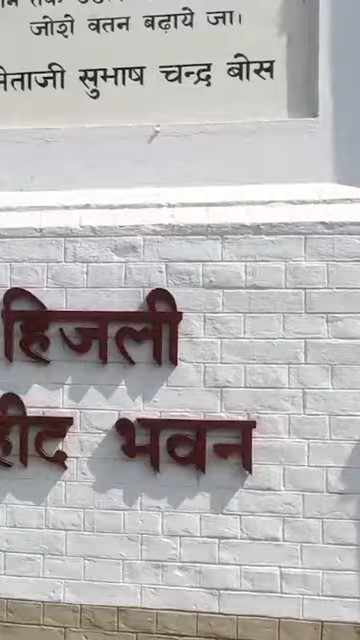 जोशे वतन बढ़ाये जा।
सुभाष चन्द्र बोस
हिजली
भवन